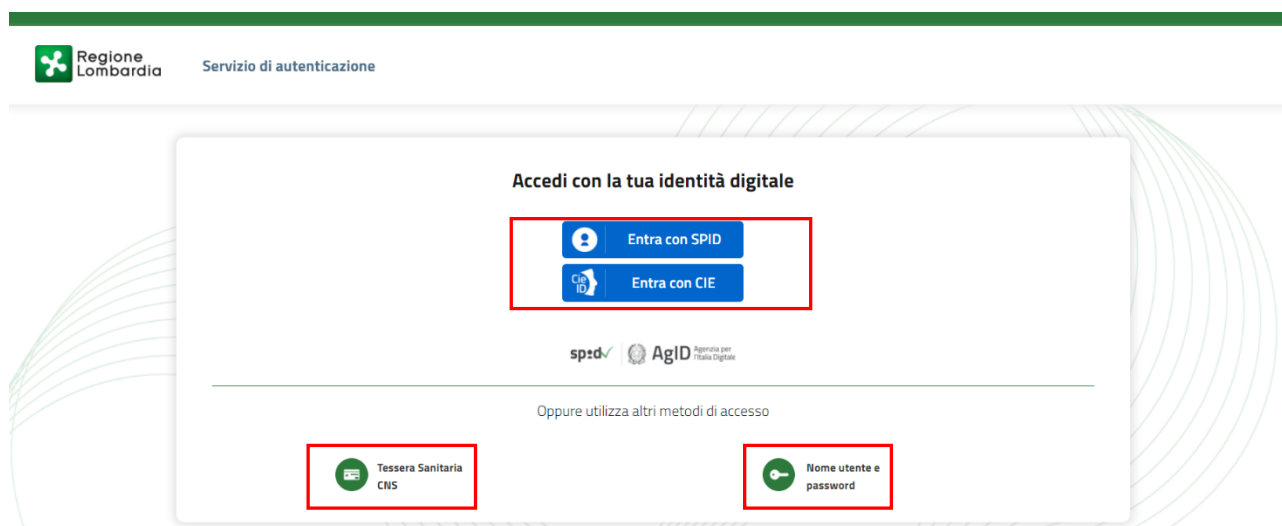 Regione
Lombardia
Servizio di autenticazione
Accedi con la tua identità digitale
Entra con SPID
Cie
ID
Entra con CIE
sp:d
AgID
Agenzia per
l'Italia Digitale
Oppure utilizza altri metodi di accesso
Tessera Sanitaria
CNS
Nome utente e
password